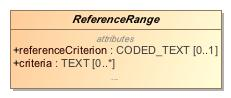 ReferenceRange
attributes
+referenceCriterion : CODED_TEXT [0..1]
+criteria : TEXT [0..*]
...